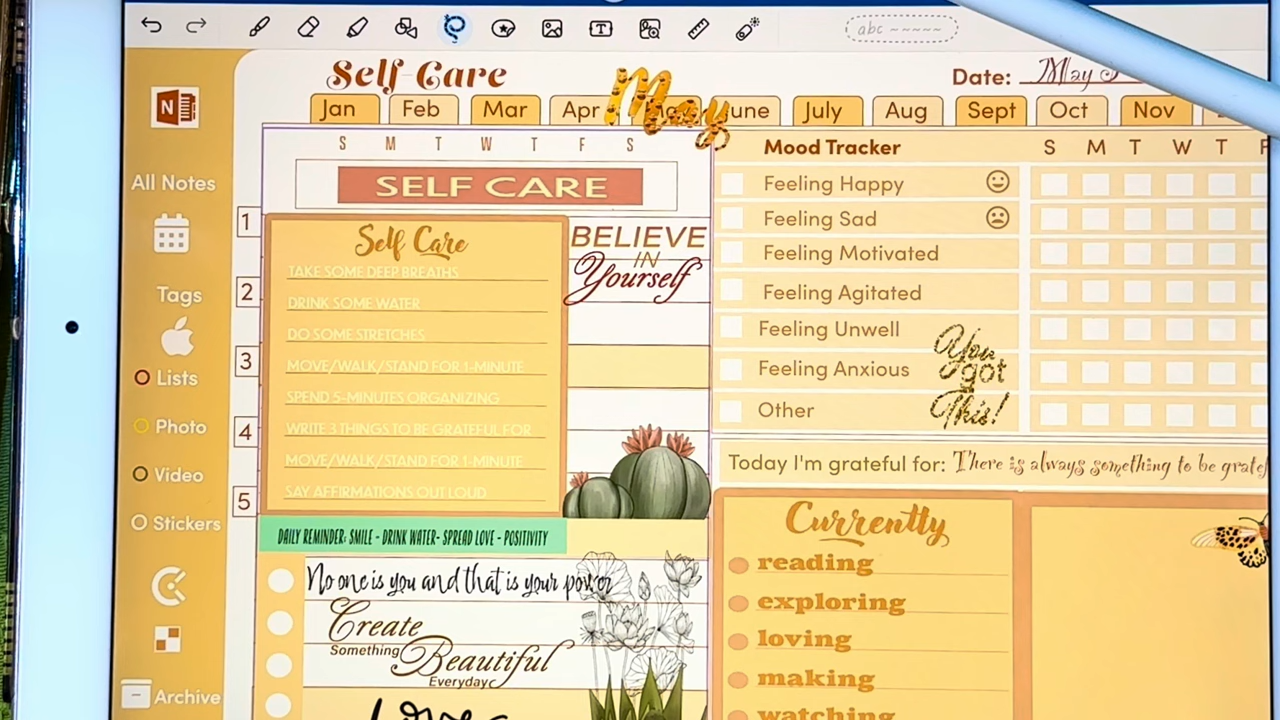 abc ~~~~~
Self-Care
Date: May
Jan Feb Mar Apr May June July Aug Sept Oct Nov
May
N
All Notes
Tags
Lists
Photo
Video
Stickers
Archive
S M T W T F S
SELF CARE
1
2
3
4
5
Self Care
TAKE SOME DEEP BREATHS
DRINK SOME WATER
DO SOME STRETCHES
MOVE/WALK/STAND FOR 1-MINUTE
SPEND 5-MINUTES ORGANIZING
WRITE 3 THINGS TO BE GRATEFUL FOR
MOVE/WALK/STAND FOR 1-MINUTE
SAY AFFIRMATIONS OUT LOUD
BELIEVE
IN
Yourself
DAILY REMINDER: SMILE - DRINK WATER- SPREAD LOVE - POSITIVITY
No one is you and that is your power
Create
Something Beautiful
Everyday
Love
Mood Tracker S M T W T F
Feeling Happy
Feeling Sad
Feeling Motivated
Feeling Agitated
Feeling Unwell
Feeling Anxious
Other
You
got
This!
Today I'm grateful for: There is always something to be grateful
Currently
reading
exploring
loving
making
watching